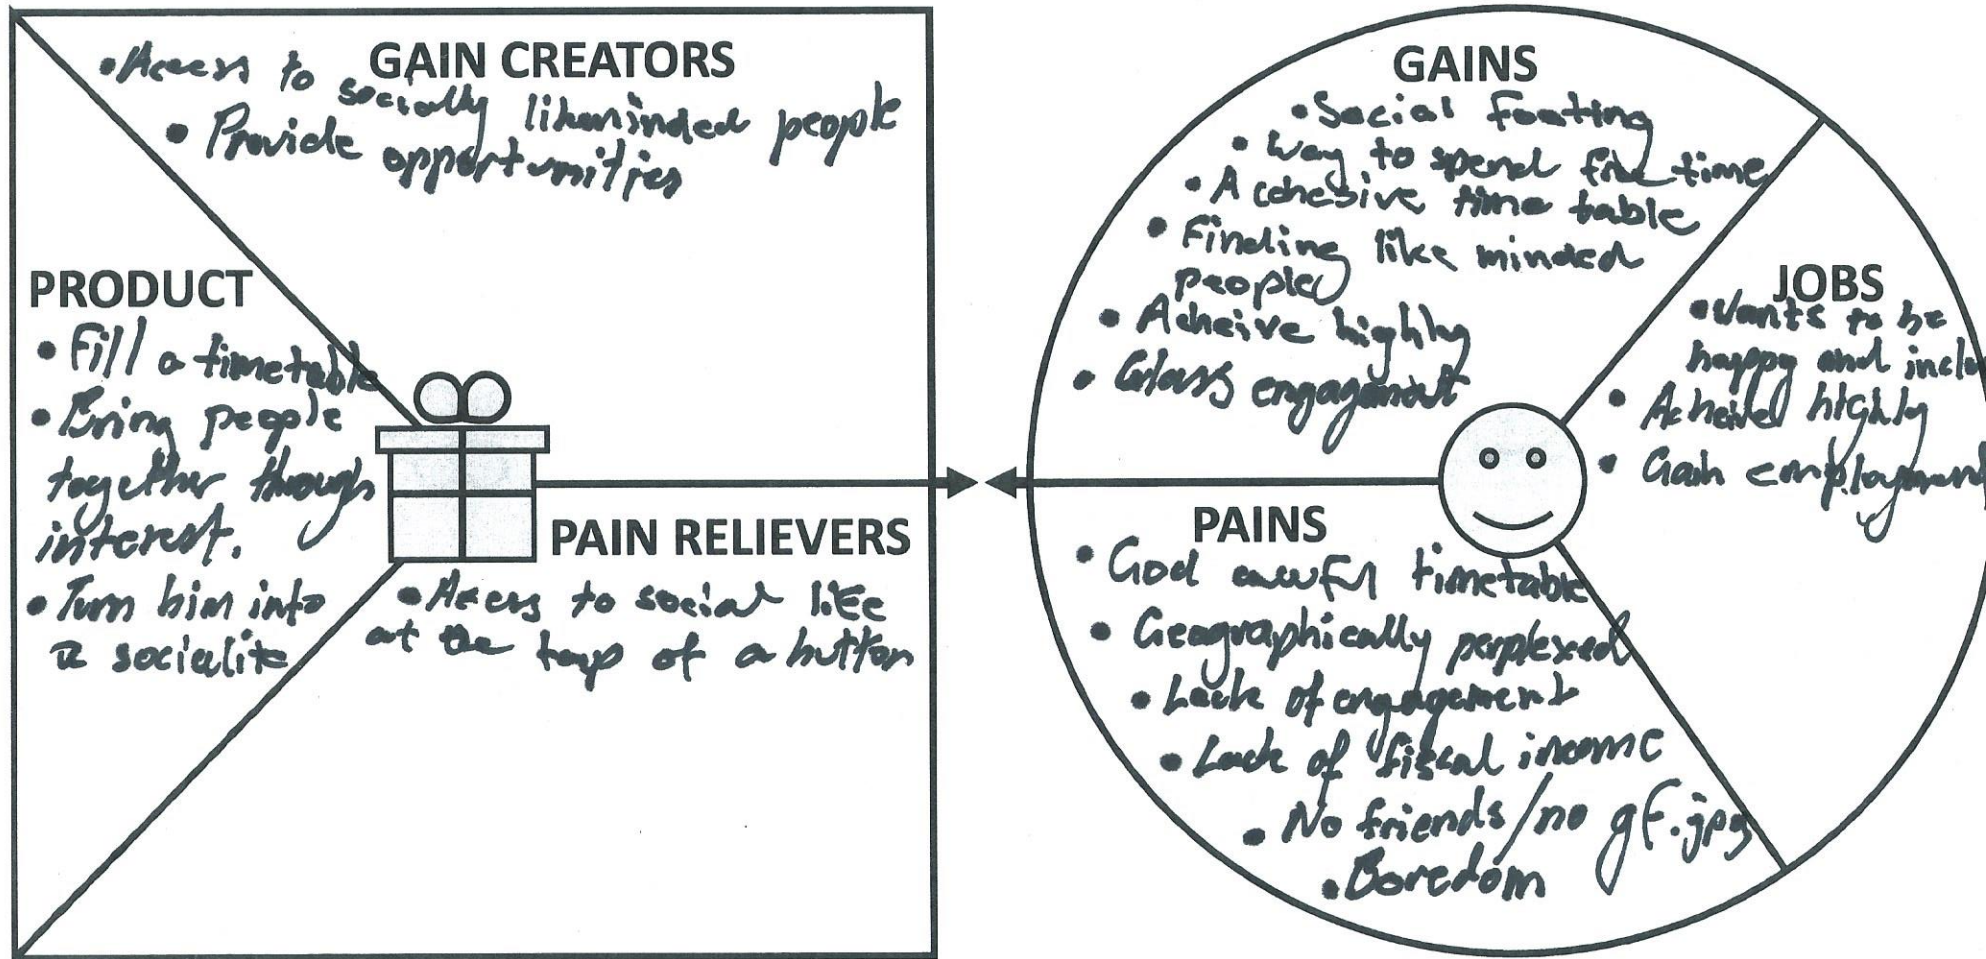 GAIN CREATORS
• Access to socially likeminded people
• Provide opportunities
PRODUCT
• Fill a timetable
• Bring people
together through
interest.
• Turn him into
a socialite
PAIN RELIEVERS
• Access to social life
at the tap of a button
GAINS
• Social footing
• Way to spend free time
• A cohesive time table
• Finding like minded
people
• Acheive highly
• Class engagement
JOBS
• Wants to be
happy and inclu
• Acheive highly
• Gain employment
PAINS
• God awful timetable
• Geographically perplexed
• Lack of engagement
• Lack of fiscal income
• No friends/no gf.jpg
• Boredom